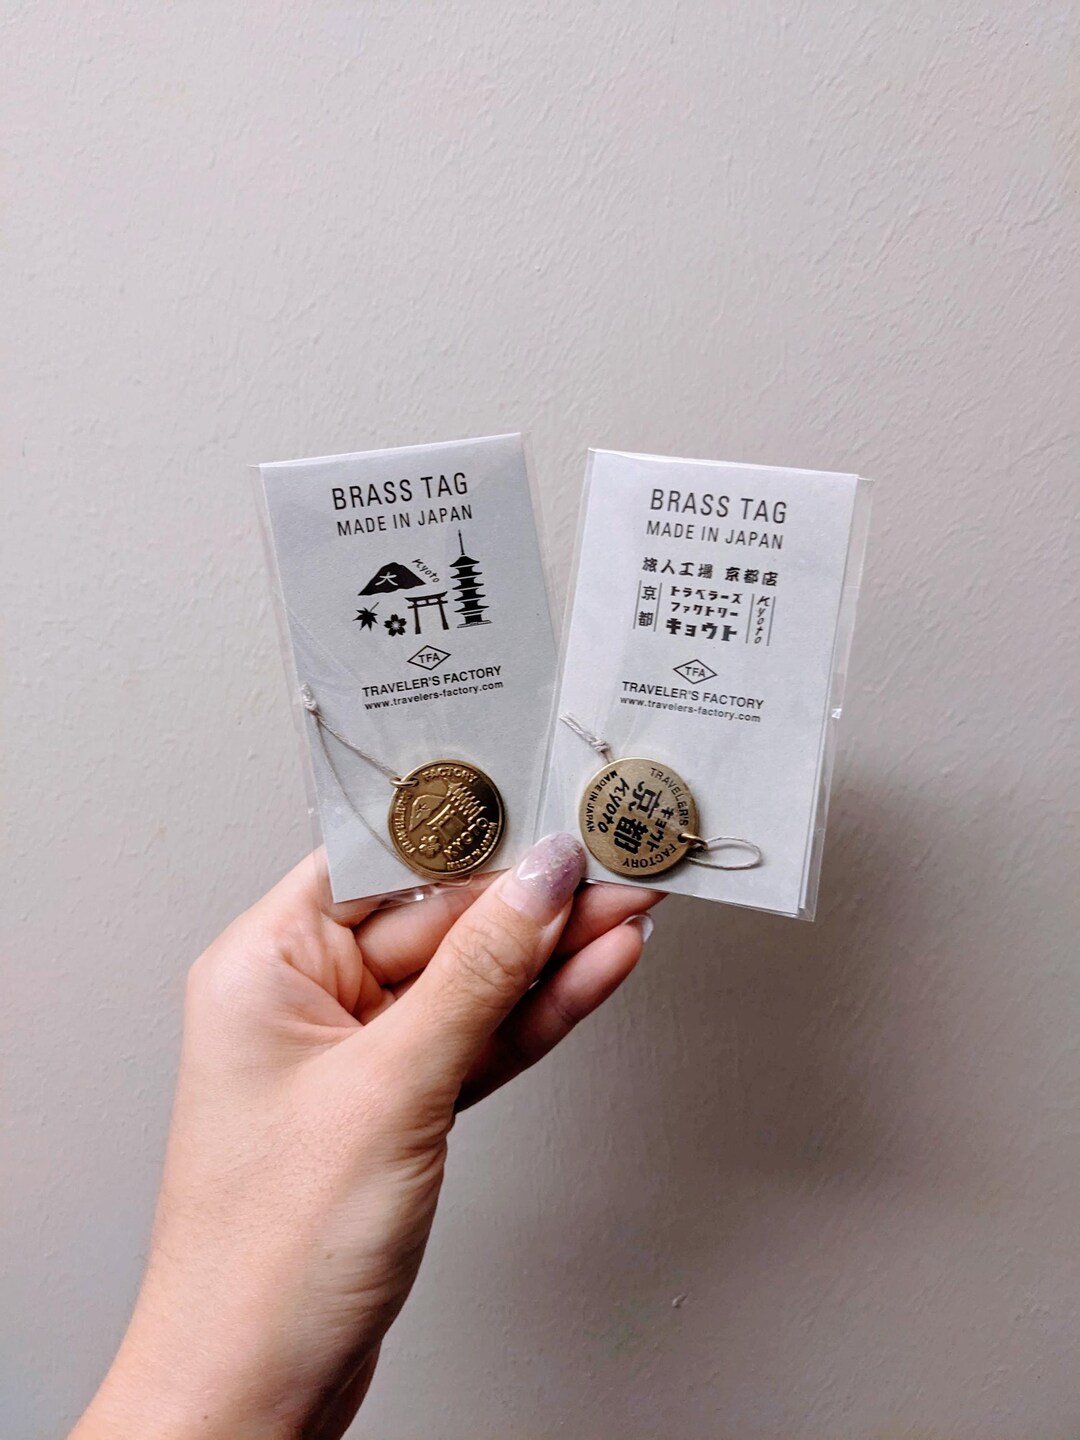 BRASS TAG
MADE IN JAPAN
大
Kyoto
TFA
TRAVELER'S FACTORY
www.travelers-factory.com
TRAVELER'S FACTORY
BRASS TAG
MADE IN JAPAN
旅人工場 京都店
京都
トラベラーズ
ファクトリー
キョウト
Kyoto
TFA
TRAVELER'S FACTORY
www.travelers-factory.com
TRAVELER'S FACTORY
キョウト
京都
Kyoto
MADE IN JAPAN